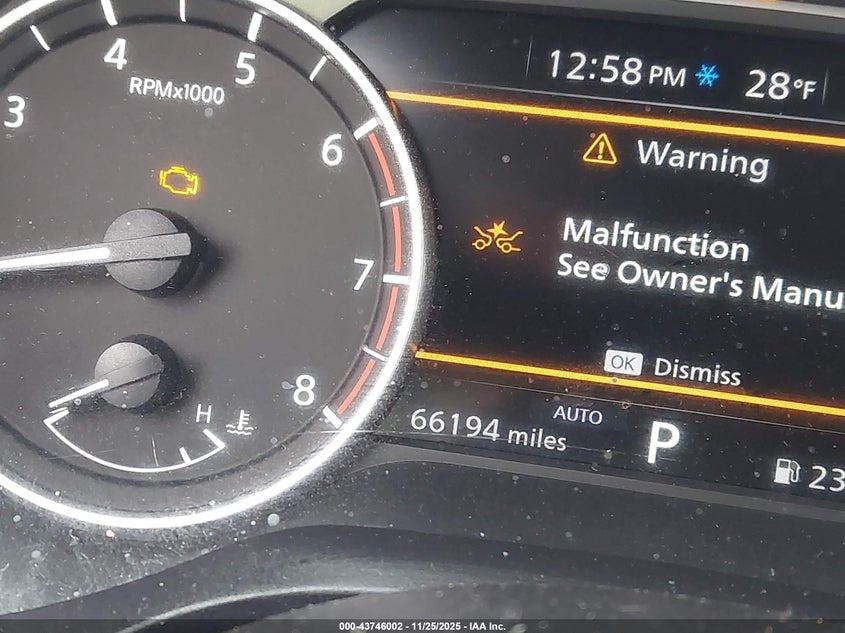 3
4
5
6
7
8
RPMx1000
H
12:58 PM 28°F
Warning
Malfunction
See Owner's Manu
OK Dismiss
66194 miles
AUTO
P
23
000-43746002 - 11/25/2025 - IAA Inc.